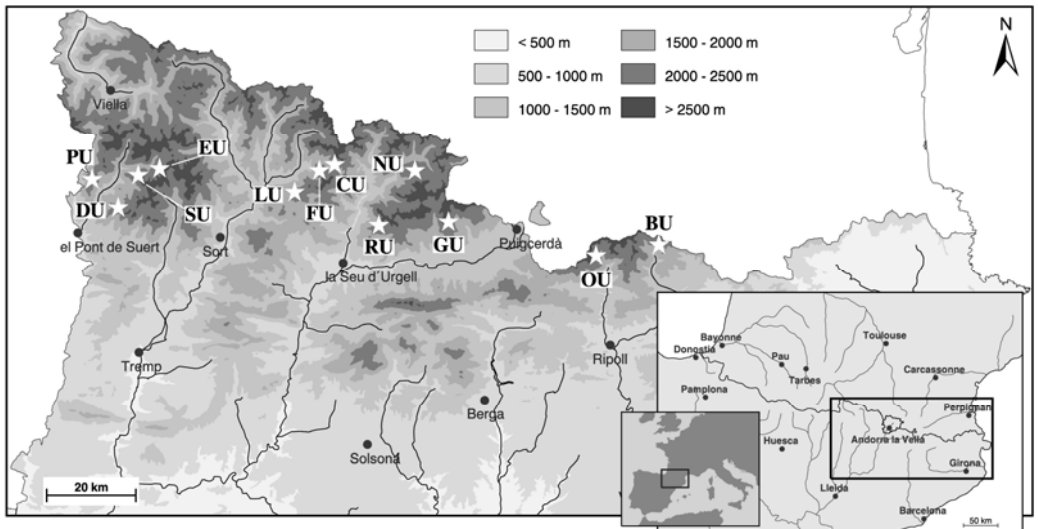 < 500 m
500 - 1000 m
1000 - 1500 m
1500 - 2000 m
2000 - 2500 m
> 2500 m
N
Viella
PU
EU
DU
SU
LU
FU
CU
NU
RU
GU
BU
OU
el Pont de Suert
Sort
la Seu d'Urgell
Puigcerdà
Tremp
Ripoll
Berga
Solsona
20 km
Bayonne
Donostia
Toulouse
Pau
Tarbes
Carcassonne
Pamplona
Perpignan
Andorra la Vella
Huesca
Girona
Lleida
Barcelona
50 km